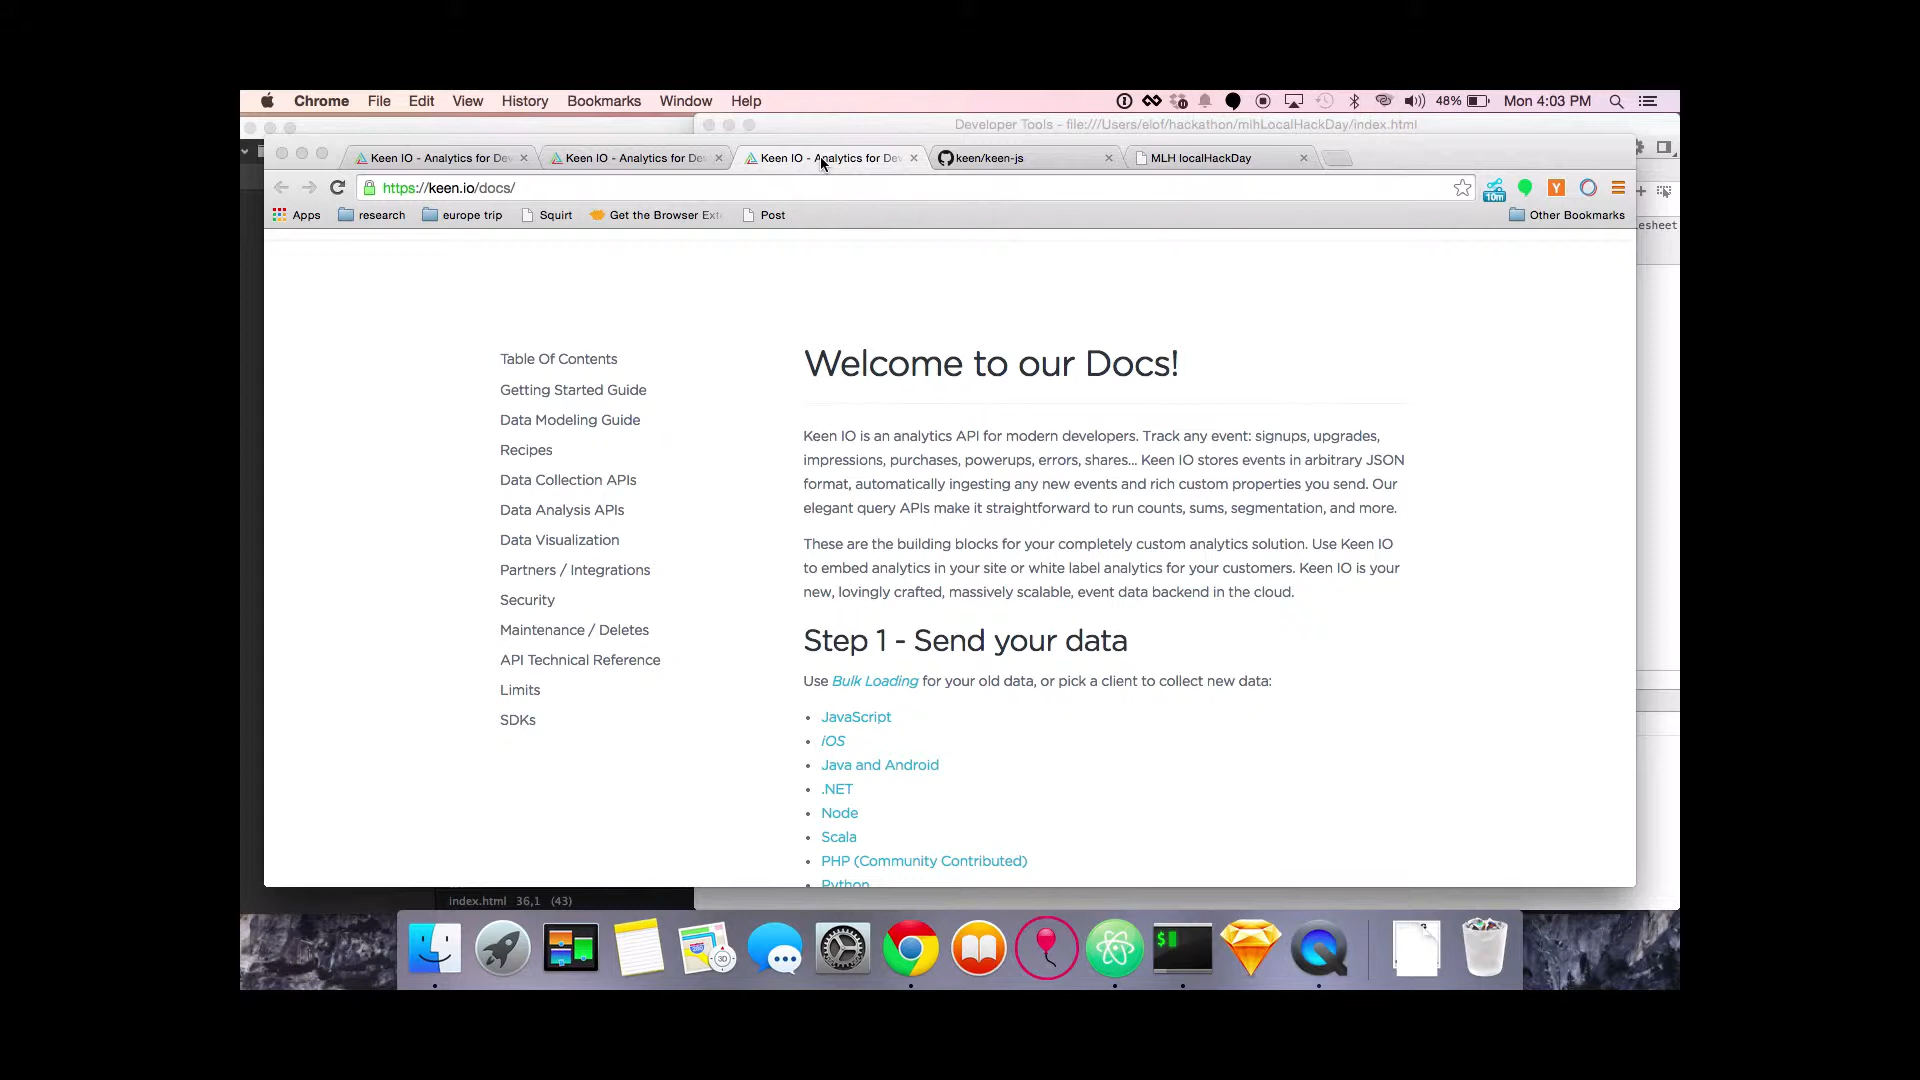 Chrome File Edit View History Bookmarks Window Help 48% Mon 4:03 PM
Developer Tools - file:///Users/elof/hackathon/mlhLocalHackDay/index.html
Keen IO - Analytics for De Keen IO - Analytics for De Keen IO - Analytics for Dev keen/keen-js MLH localHackDay
https://keen.io/docs/
10m
Apps research europe trip Squirt Get the Browser Ext Post Other Bookmarks
esheet
Table Of Contents
Getting Started Guide
Data Modeling Guide
Recipes
Data Collection APIs
Data Analysis APIs
Data Visualization
Partners / Integrations
Security
Maintenance / Deletes
API Technical Reference
Limits
SDKs
Welcome to our Docs!
Keen IO is an analytics API for modern developers. Track any event: signups, upgrades,
impressions, purchases, powerups, errors, shares... Keen IO stores events in arbitrary JSON
format, automatically ingesting any new events and rich custom properties you send. Our
elegant query APIs make it straightforward to run counts, sums, segmentation, and more.
These are the building blocks for your completely custom analytics solution. Use Keen IO
to embed analytics in your site or white label analytics for your customers. Keen IO is your
new, lovingly crafted, massively scalable, event data backend in the cloud.
Step 1 - Send your data
Use Bulk Loading for your old data, or pick a client to collect new data:
• JavaScript
• iOS
• Java and Android
• .NET
• Node
• Scala
• PHP (Community Contributed)
• Python
index.html 36,1 (43)
3D
$